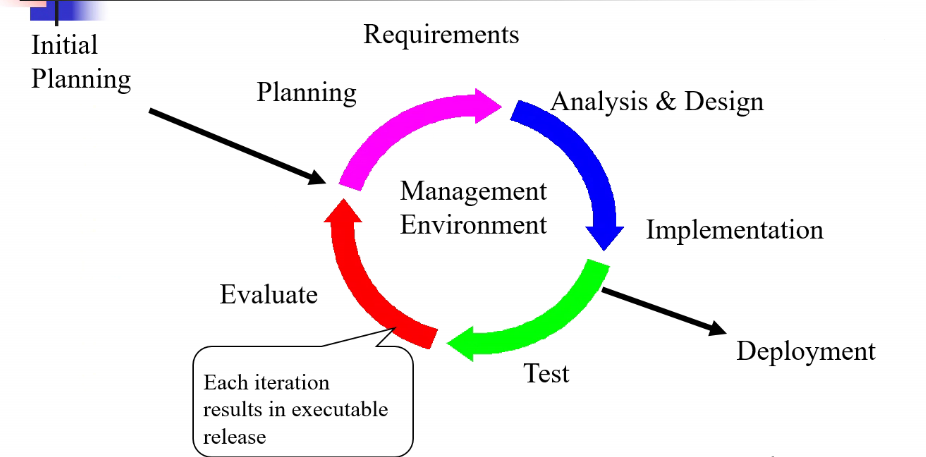 Initial
Planning
Requirements
Planning
Analysis & Design
Management
Environment
Implementation
Evaluate
Deployment
Test
Each iteration
results in executable
release